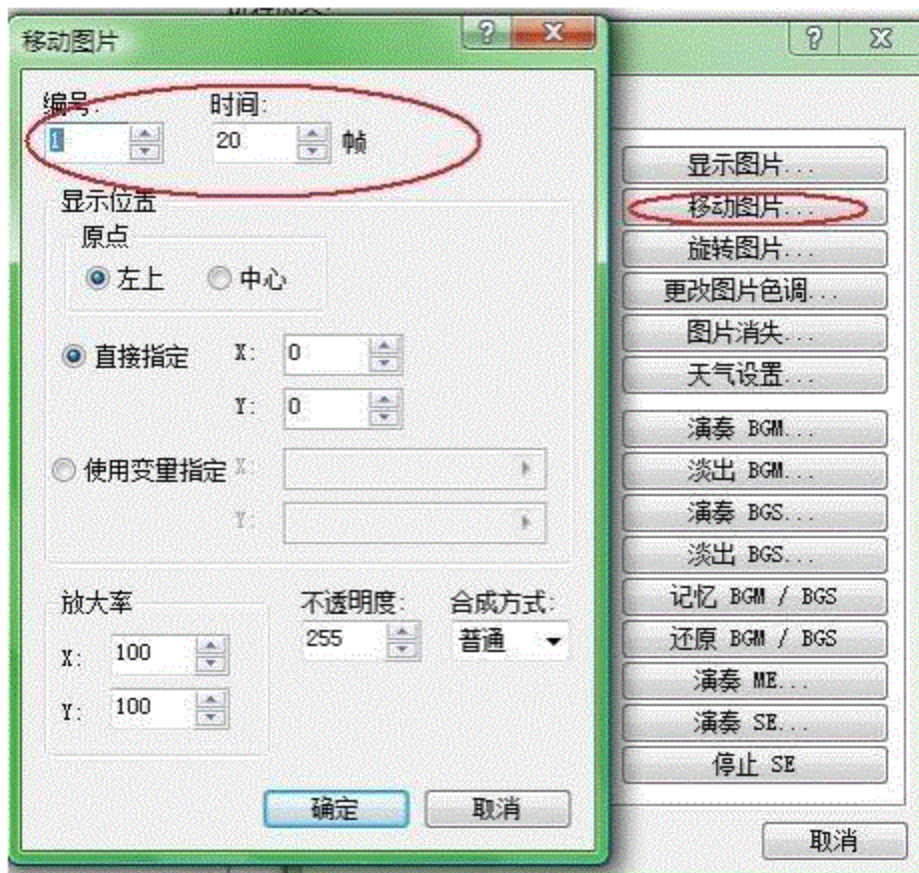 移动图片
编号: 时间:
1 20 帧
显示位置
原点
左上 中心
直接指定 X: 0
Y: 0
使用变量指定 X:
Y:
放大率 不透明度: 合成方式:
X: 100 255 普通
Y: 100
确定 取消
显示图片...
移动图片...
旋转图片...
更改图片色调...
图片消失...
天气设置...
演奏 BGM...
淡出 BGM...
演奏 BGS...
淡出 BGS...
记忆 BGM / BGS
还原 BGM / BGS
演奏 ME...
演奏 SE...
停止 SE
取消